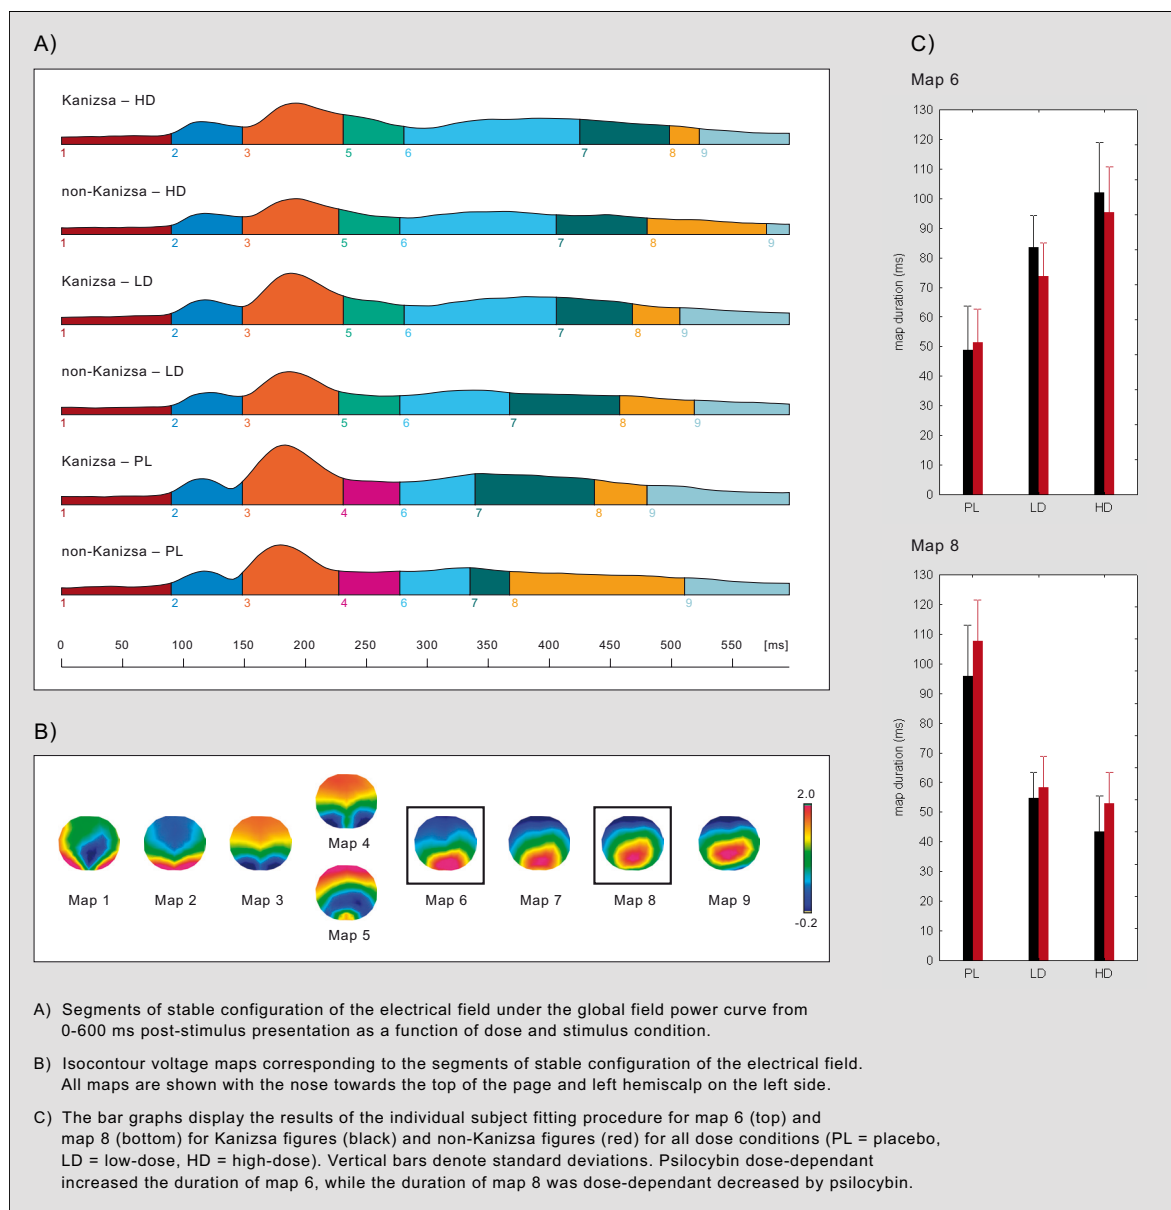 A)
Kanizsa – HD
1 2 3 5 6 7 8 9
non-Kanizsa – HD
1 2 3 5 6 7 8 9
Kanizsa – LD
1 2 3 5 6 7 8 9
non-Kanizsa – LD
1 2 3 5 6 7 8 9
Kanizsa – PL
1 2 3 4 6 7 8 9
non-Kanizsa – PL
1 2 3 4 6 7 8 9
0 50 100 150 200 250 300 350 400 450 500 550 [ms]
B)
Map 1 Map 2 Map 3
Map 4
Map 5
Map 6 Map 7 Map 8 Map 9
2.0
-0.2
C)
Map 6
130
120
110
100
90
80
70
60
50
40
30
20
10
0
map duration (ms)
PL LD HD
Map 8
130
120
110
100
90
80
70
60
50
40
30
20
10
0
map duration (ms)
PL LD HD
A) Segments of stable configuration of the electrical field under the global field power curve from
0-600 ms post-stimulus presentation as a function of dose and stimulus condition.
B) Isocontour voltage maps corresponding to the segments of stable configuration of the electrical field.
All maps are shown with the nose towards the top of the page and left hemiscalp on the left side.
C) The bar graphs display the results of the individual subject fitting procedure for map 6 (top) and
map 8 (bottom) for Kanizsa figures (black) and non-Kanizsa figures (red) for all dose conditions (PL = placebo,
LD = low-dose, HD = high-dose). Vertical bars denote standard deviations. Psilocybin dose-dependant
increased the duration of map 6, while the duration of map 8 was dose-dependant decreased by psilocybin.